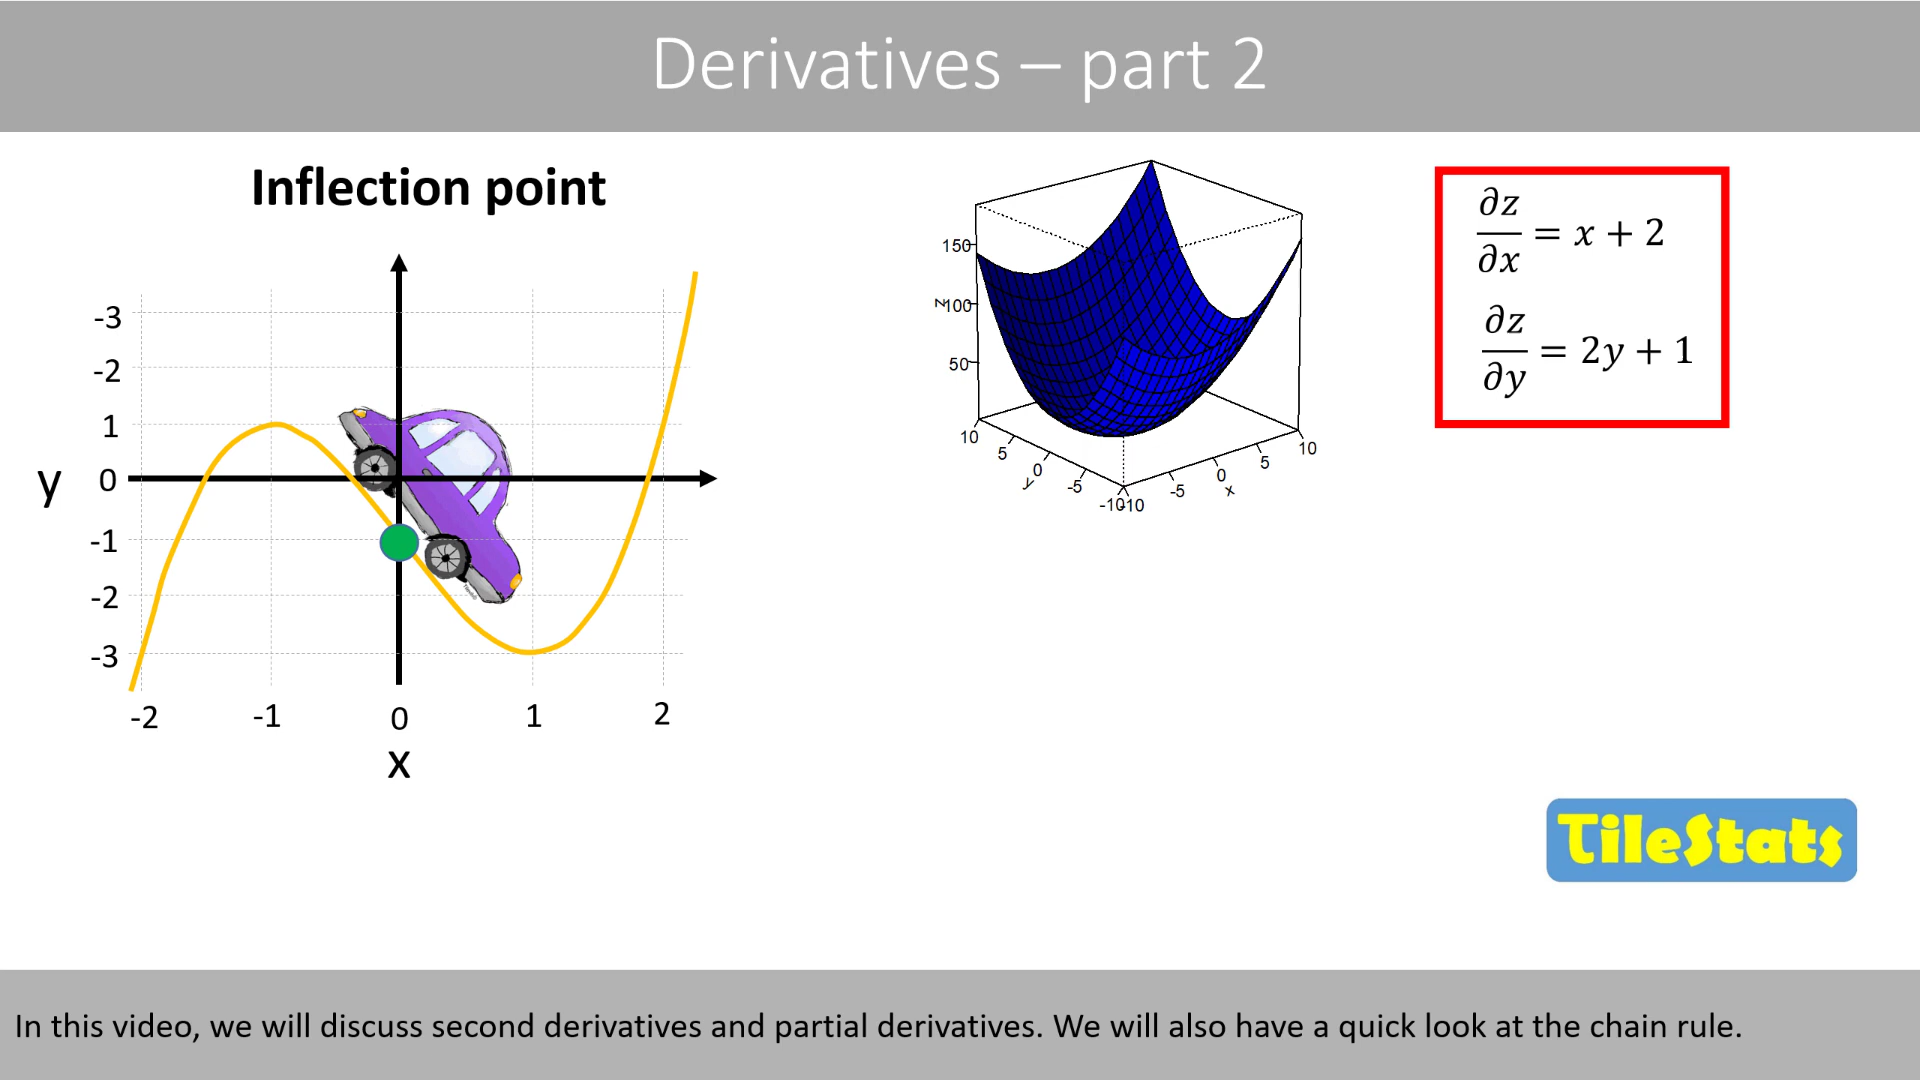 Derivatives – part 2
Inflection point
-3
-2
1
0
-1
-2
-3
y
-2 -1 0 1 2
x
150
100
50
z
10 5 0 -5 -10
y
-10 -5 0 5 10
x
∂z/∂x = x + 2
∂z/∂y = 2y + 1
TileStats
In this video, we will discuss second derivatives and partial derivatives. We will also have a quick look at the chain rule.